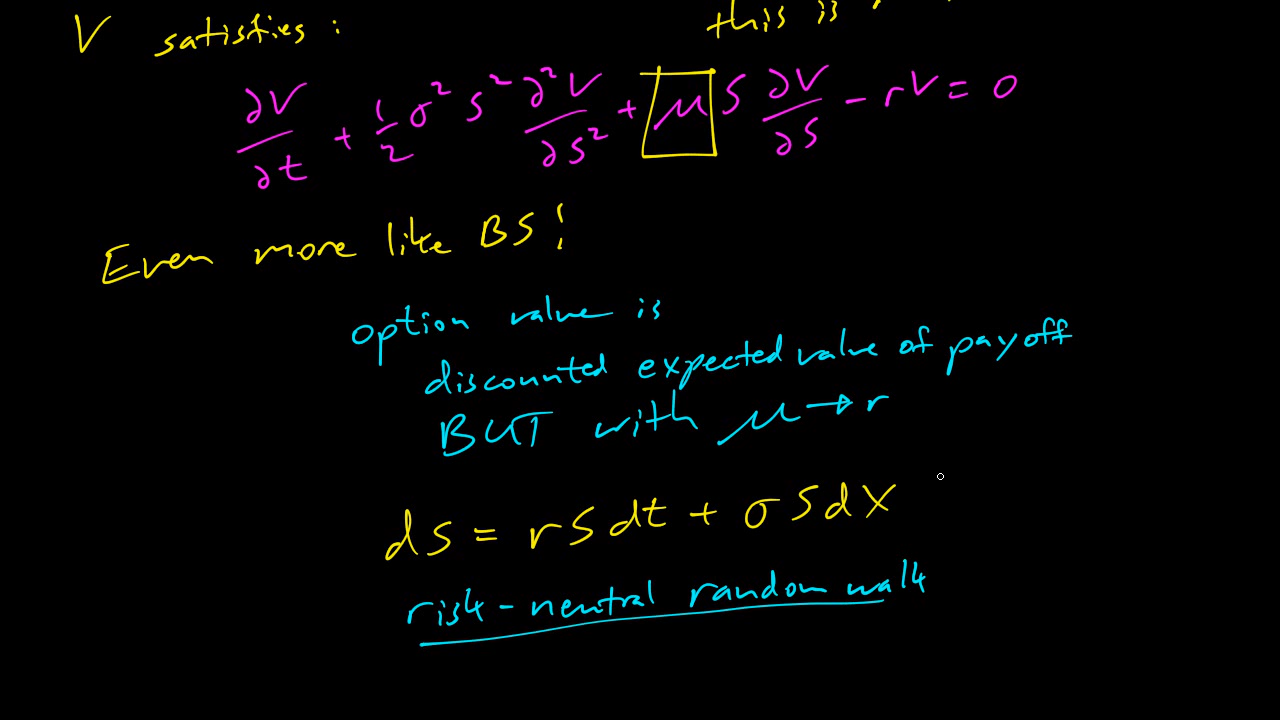 V satisfies :
this is
∂V/∂t + 1/2 σ² S² ∂²V/∂S² + μ S ∂V/∂S − rV = 0
Even more like BS!
option value is
discounted expected value of payoff
BUT with μ → r
dS = rS dt + σ S dX
risk-neutral random walk